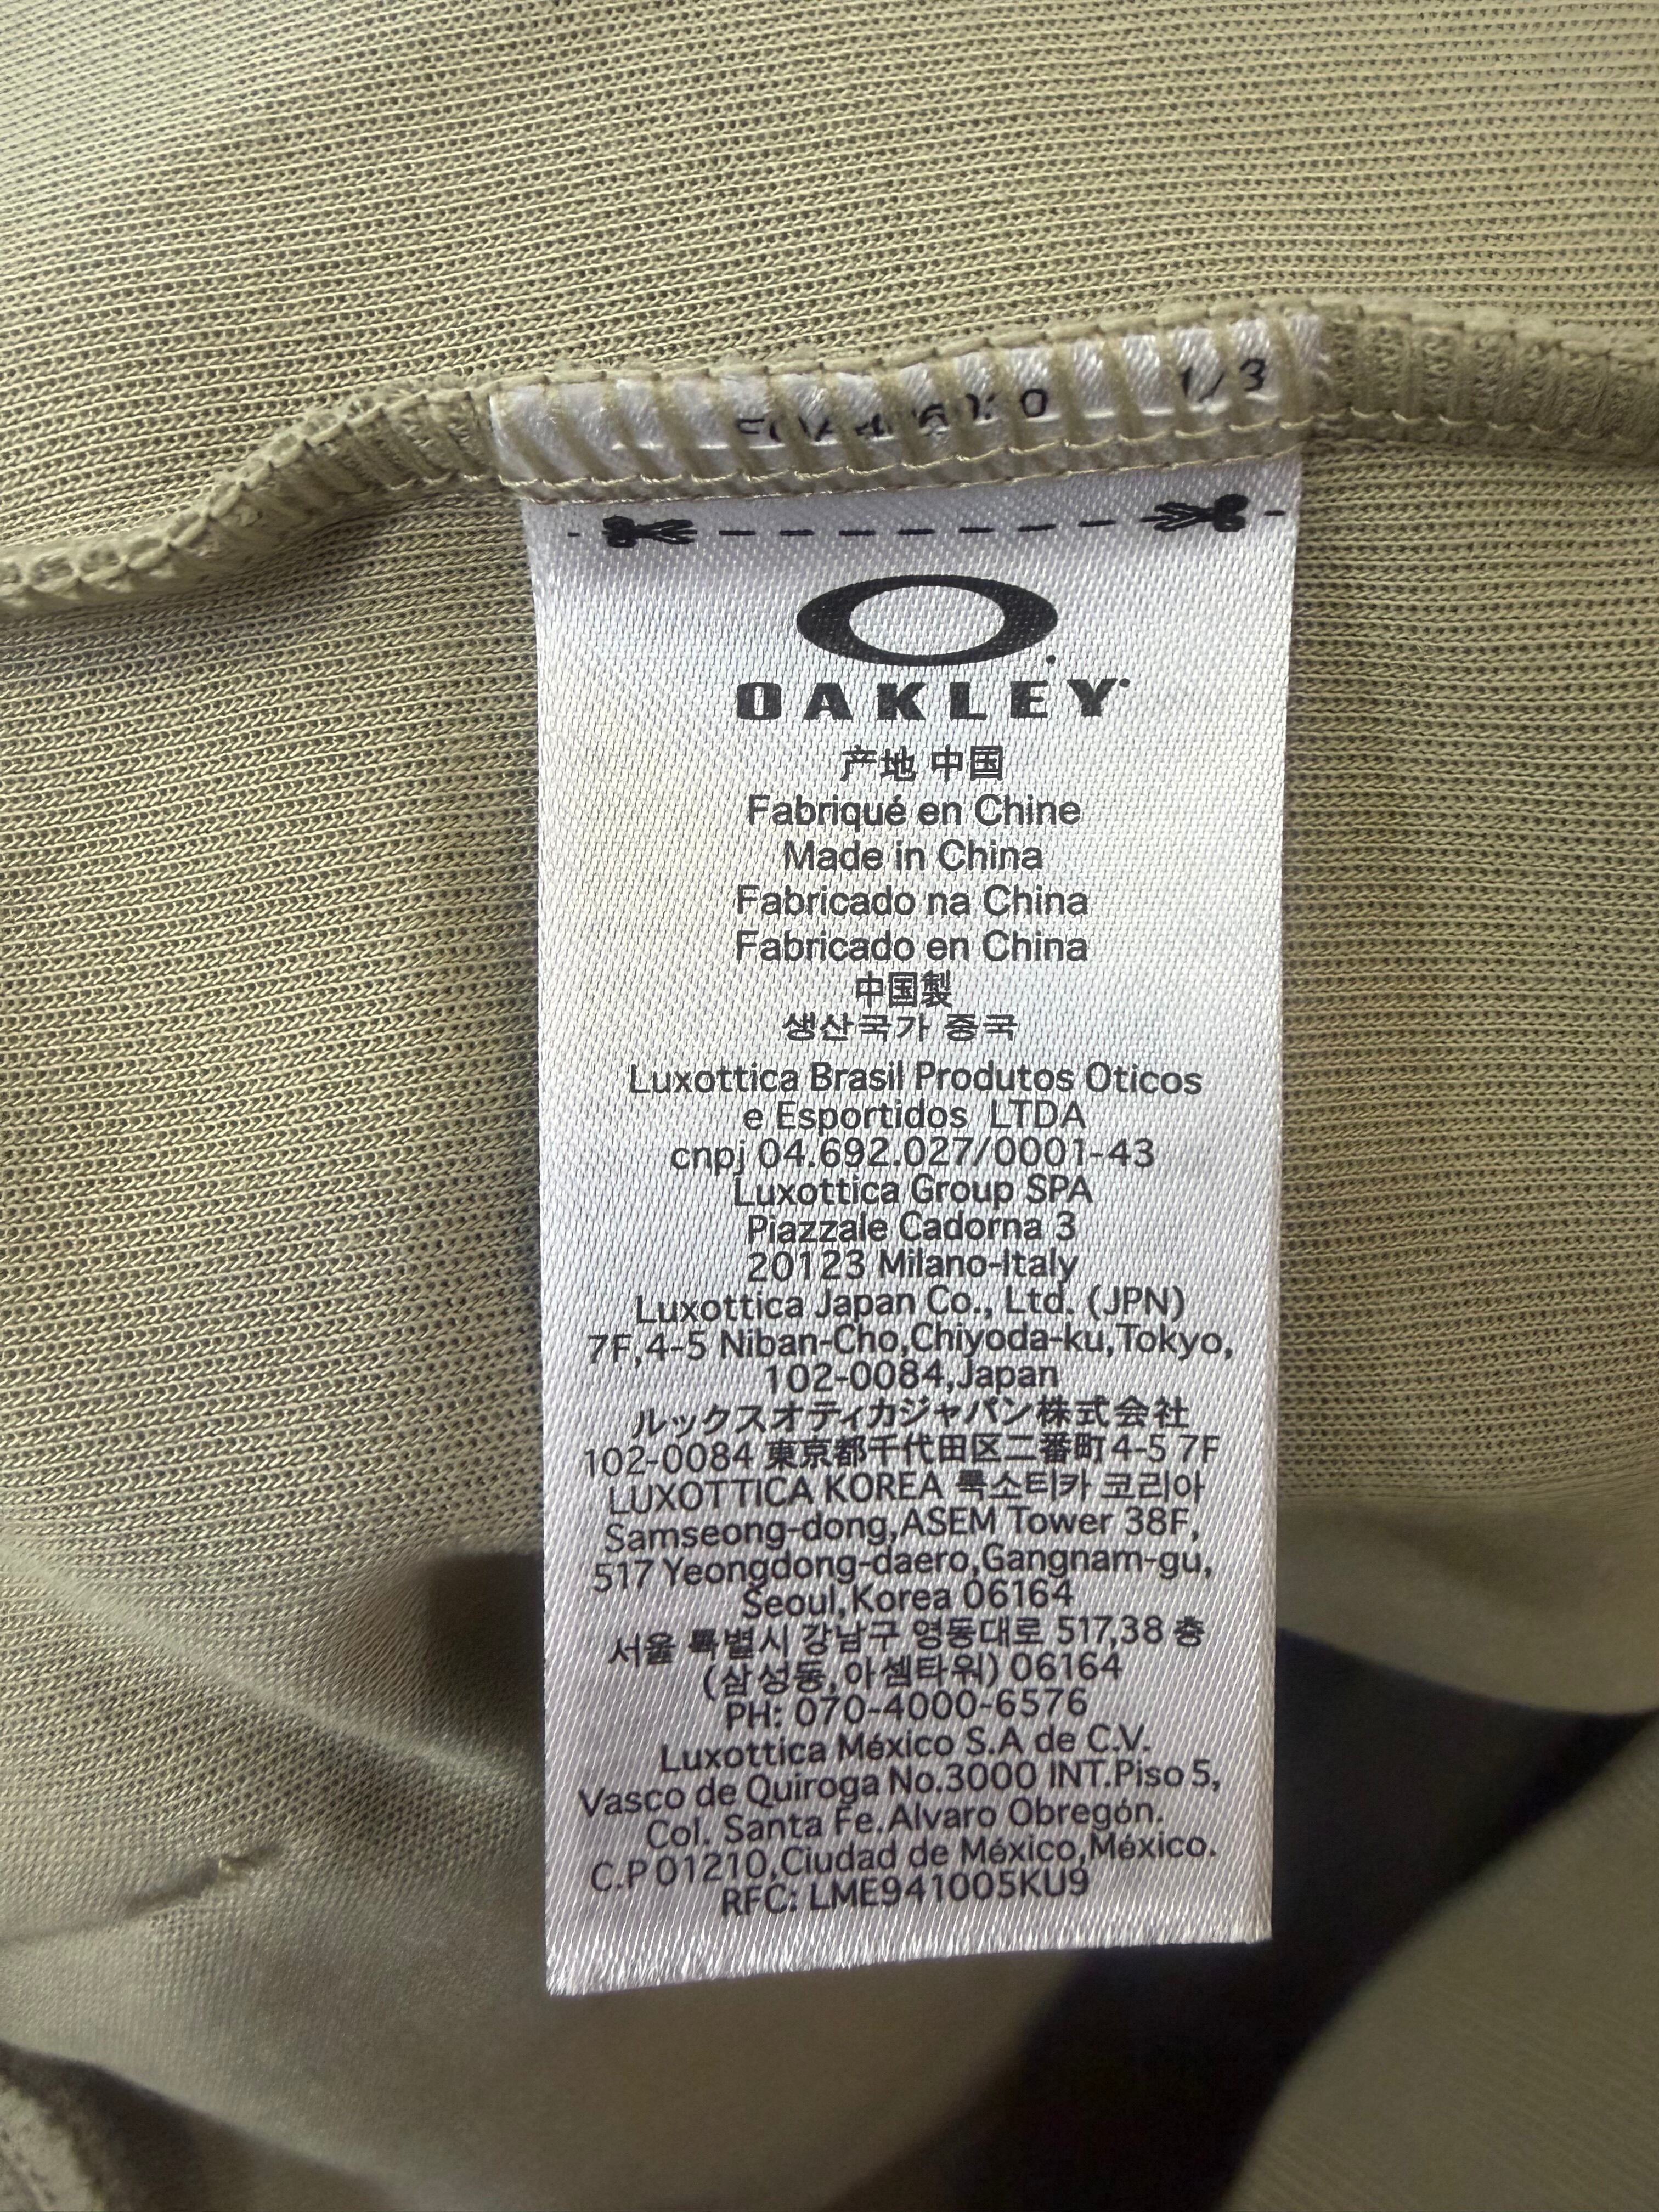 1/3
OAKLEY
产地 中国
Fabriqué en Chine
Made in China
Fabricado na China
Fabricado en China
中国製
생산국가 중국
Luxottica Brasil Produtos Oticos
e Esportidos LTDA
cnpj 04.692.027/0001-43
Luxottica Group SPA
Piazzale Cadorna 3
20123 Milano-Italy
Luxottica Japan Co., Ltd. (JPN)
7F,4-5 Niban-Cho,Chiyoda-ku,Tokyo,
102-0084,Japan
ルックスオティカジャパン株式会社
102-0084 東京都千代田区二番町4-5 7F
LUXOTTICA KOREA 룩소티카 코리아
Samseong-dong,ASEM Tower 38F,
517 Yeongdong-daero,Gangnam-gu,
Seoul,Korea 06164
서울 특별시 강남구 영동대로 517,38 층
(삼성동,아셈타워) 06164
PH: 070-4000-6576
Luxottica México S.A de C.V.
Vasco de Quiroga No.3000 INT.Piso 5,
Col. Santa Fe.Alvaro Obregón.
C.P 01210,Ciudad de México,México.
RFC: LME941005KU9